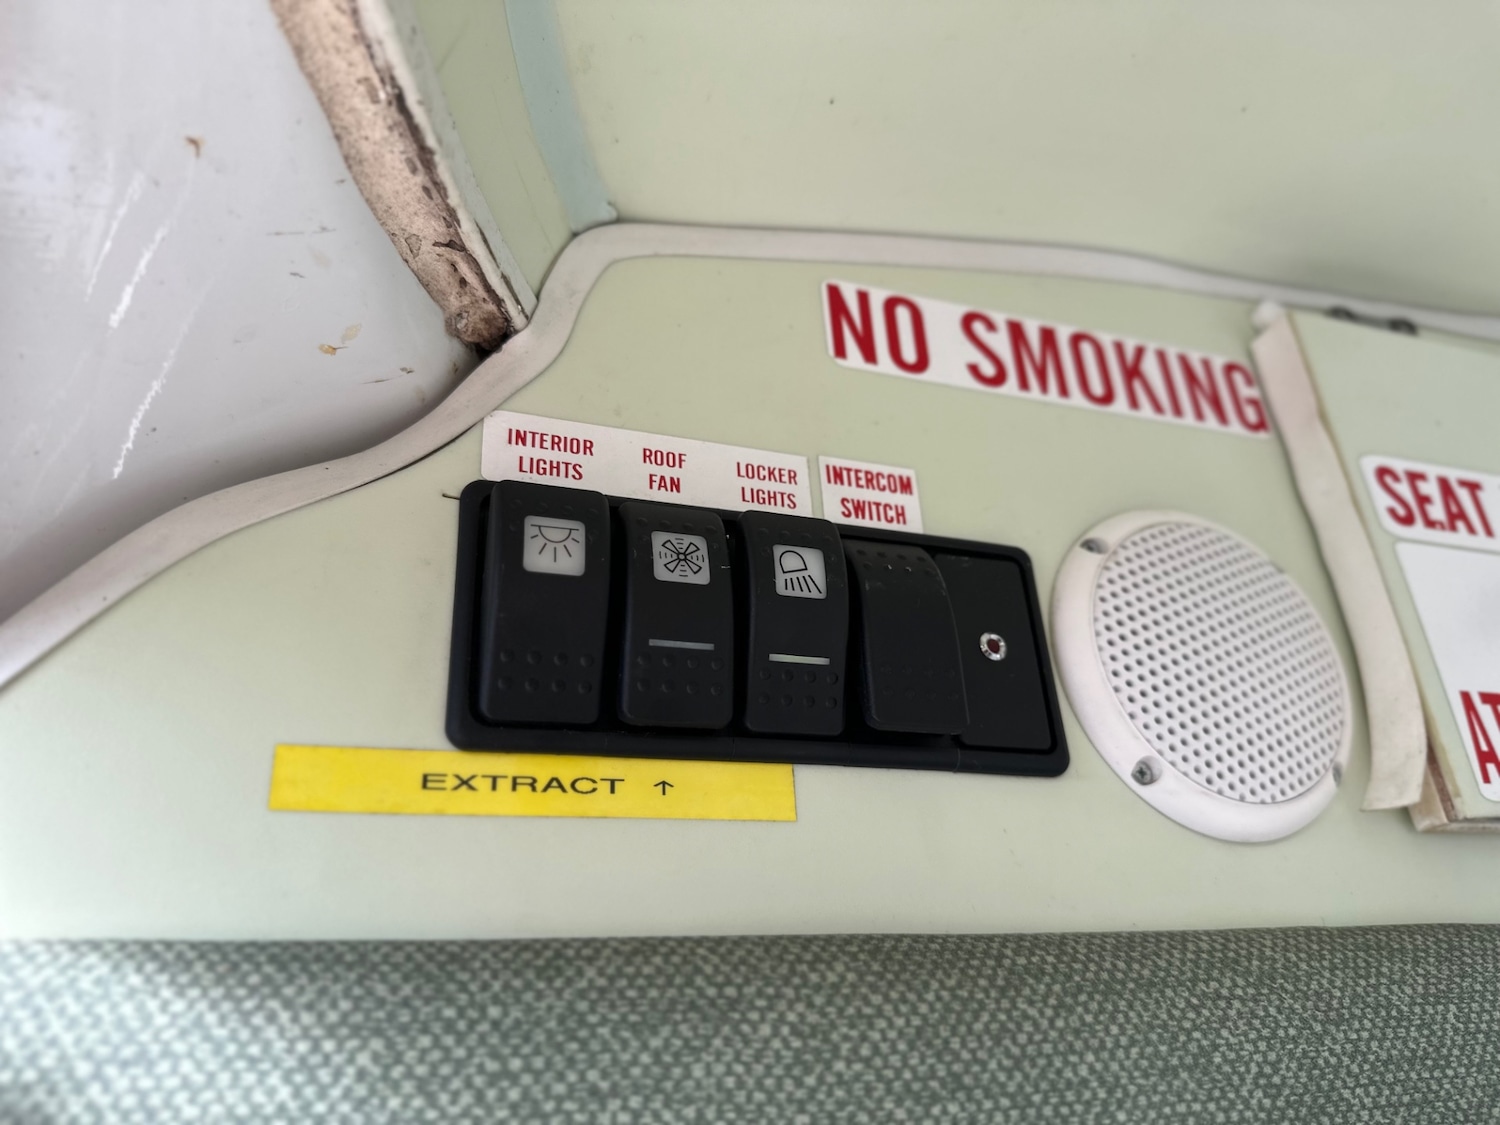 NO SMOKING
INTERIOR
LIGHTS
ROOF
FAN
LOCKER
LIGHTS
INTERCOM
SWITCH
SEAT
EXTRACT ↑